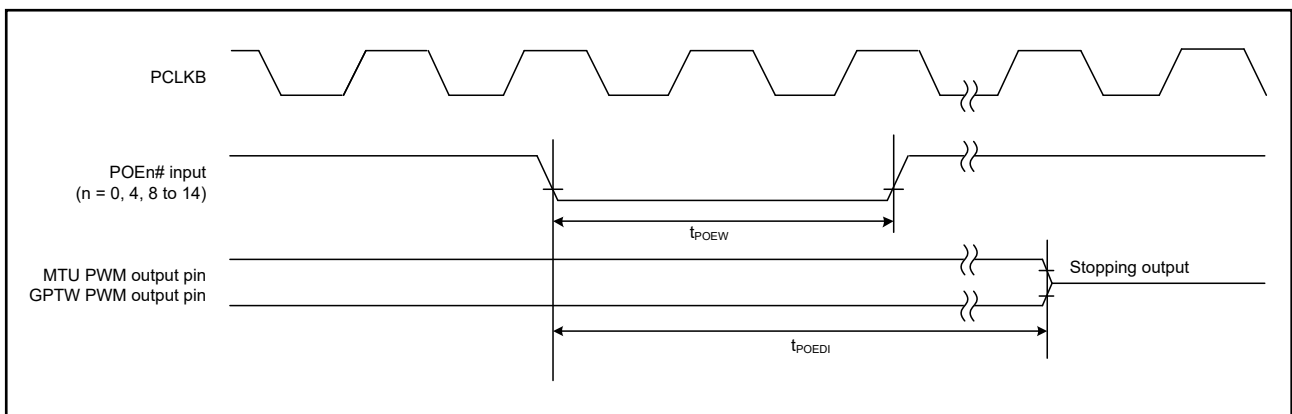 PCLKB
POEn# input
(n = 0, 4, 8 to 14)
tPOEW
MTU PWM output pin
GPTW PWM output pin
Stopping output
tPOEDI